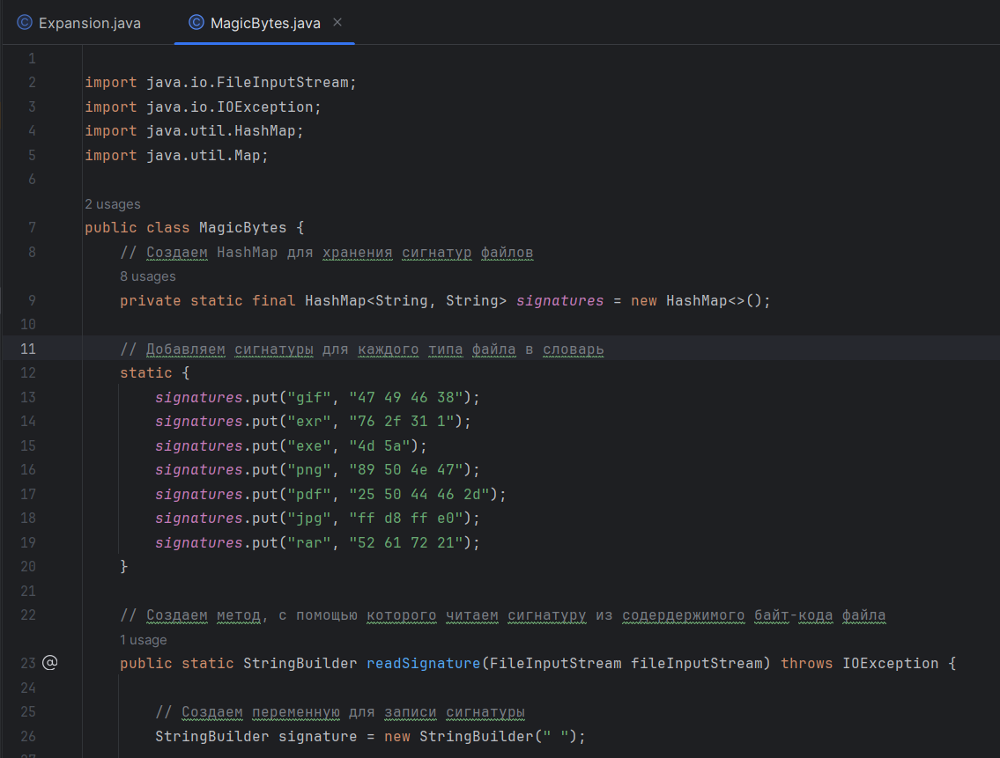 Expansion.java MagicBytes.java
1
2 import java.io.FileInputStream;
3 import java.io.IOException;
4 import java.util.HashMap;
5 import java.util.Map;
6
2 usages
7 public class MagicBytes {
8 // Создаем HashMap для хранения сигнатур файлов
8 usages
9 private static final HashMap<String, String> signatures = new HashMap<>();
10
11 // Добавляем сигнатуры для каждого типа файла в словарь
12 static {
13 signatures.put("gif", "47 49 46 38");
14 signatures.put("exr", "76 2f 31 1");
15 signatures.put("exe", "4d 5a");
16 signatures.put("png", "89 50 4e 47");
17 signatures.put("pdf", "25 50 44 46 2d");
18 signatures.put("jpg", "ff d8 ff e0");
19 signatures.put("rar", "52 61 72 21");
20 }
21
22 // Создаем метод, с помощью которого читаем сигнатуру из содердержимого байт-кода файла
1 usage
23 @ public static StringBuilder readSignature(FileInputStream fileInputStream) throws IOException {
24
25 // Создаем переменную для записи сигнатуры
26 StringBuilder signature = new StringBuilder(" ");